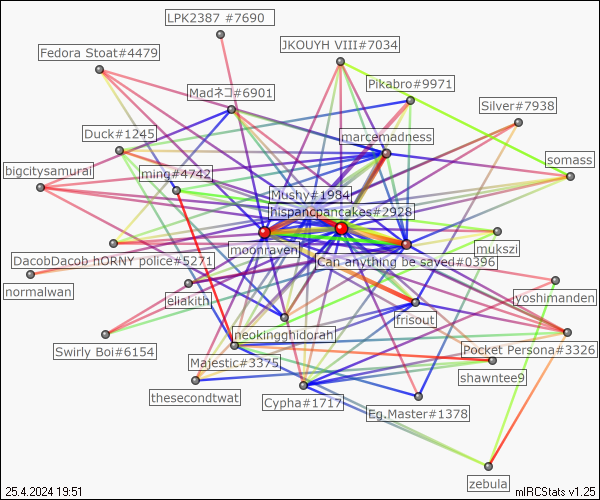 LPK2387 #7690
JKOUYH VIII#7034
Fedora Stoat#4479
Madネコ#6901
Pikabro#9971
Silver#7938
Duck#1245
marcemadness
somass
bigcitysamurai
ming#4742
Mushy#1984
hispancpancakes#2928
moonraven
mukszi
DacobDacob hORNY police#5271
Can anything be saved#0396
normalwan
eliakith
yoshimanden
neokingghidorah
frisout
Swirly Boi#6154
Majestic#3375
Pocket Persona#3326
shawntee9
thesecondtwat
Cypha#1717
Eg.Master#1378
zebula
25.4.2024 19:51
mIRCStats v1.25